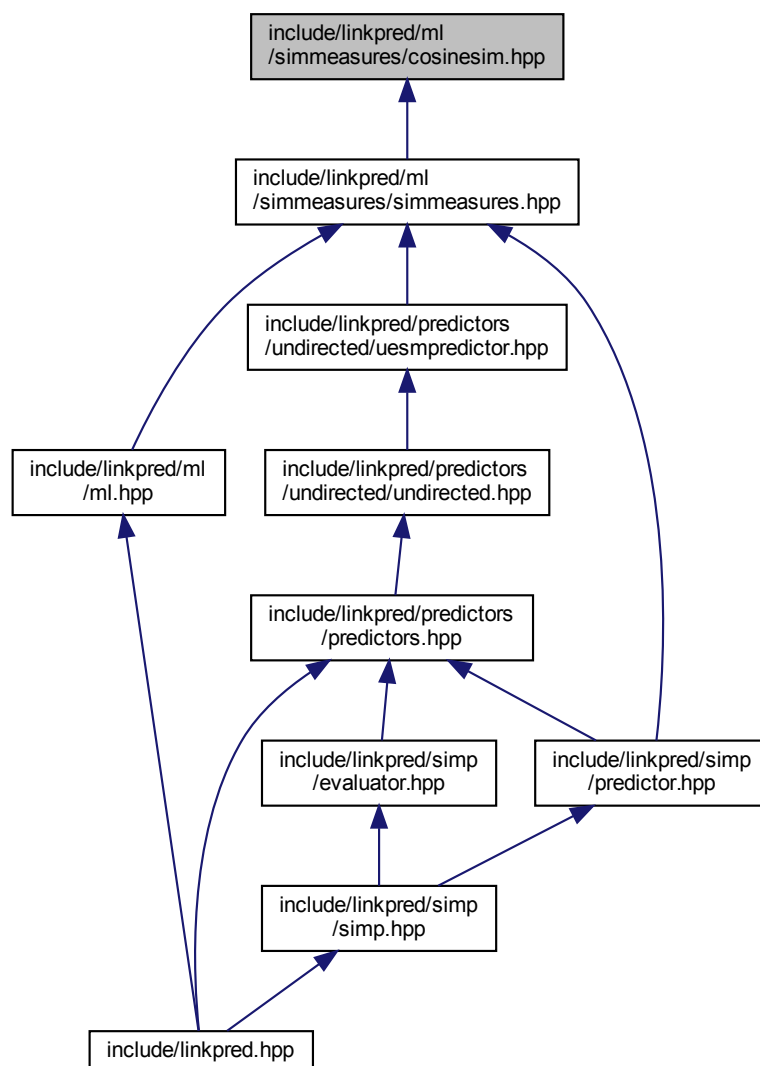 include/linkpred/ml
/simmeasures/cosinesim.hpp
include/linkpred/ml
/simmeasures/simmeasures.hpp
include/linkpred/predictors
/undirected/uesmpredictor.hpp
include/linkpred/ml
/ml.hpp
include/linkpred/predictors
/undirected/undirected.hpp
include/linkpred/predictors
/predictors.hpp
include/linkpred/simp
/evaluator.hpp
include/linkpred/simp
/predictor.hpp
include/linkpred/simp
/simp.hpp
include/linkpred.hpp